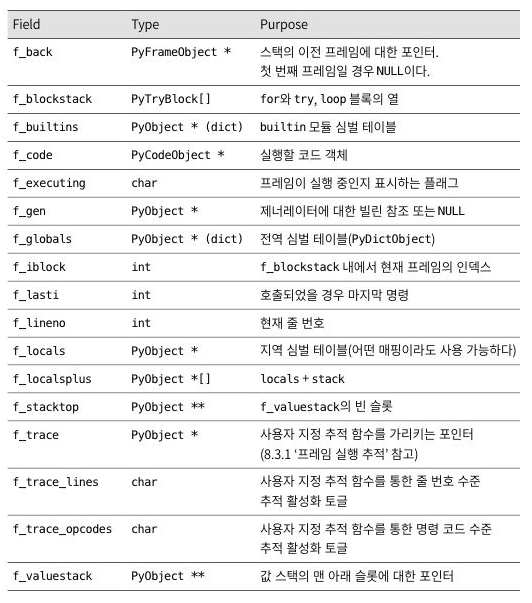 Field Type Purpose
f_back PyFrameObject * 스택의 이전 프레임에 대한 포인터.
첫 번째 프레임일 경우 NULL이다.
f_blockstack PyTryBlock[] for와 try, loop 블록의 열
f_builtins PyObject * (dict) builtin 모듈 심벌 테이블
f_code PyCodeObject * 실행할 코드 객체
f_executing char 프레임이 실행 중인지 표시하는 플래그
f_gen PyObject * 제너레이터에 대한 빌린 참조 또는 NULL
f_globals PyObject * (dict) 전역 심벌 테이블(PyDictObject)
f_iblock int f_blockstack 내에서 현재 프레임의 인덱스
f_lasti int 호출되었을 경우 마지막 명령
f_lineno int 현재 줄 번호
f_locals PyObject * 지역 심벌 테이블(어떤 매핑이라도 사용 가능하다)
f_localsplus PyObject *[] locals + stack
f_stacktop PyObject ** f_valuestack의 빈 슬롯
f_trace PyObject * 사용자 지정 추적 함수를 가리키는 포인터
(8.3.1 ‘프레임 실행 추적’ 참고)
f_trace_lines char 사용자 지정 추적 함수를 통한 줄 번호 수준
추적 활성화 토글
f_trace_opcodes char 사용자 지정 추적 함수를 통한 명령 코드 수준
추적 활성화 토글
f_valuestack PyObject ** 값 스택의 맨 아래 슬롯에 대한 포인터